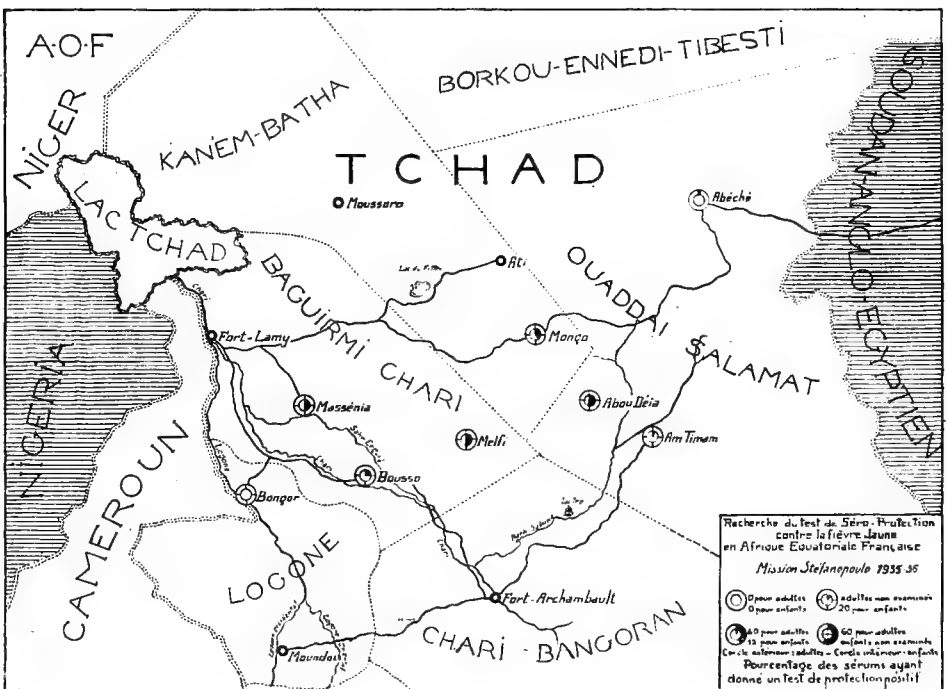 A·O·F
BORKOU-ENNEDI-TIBESTI
SOUDAN-ANGLO-EGYPTIEN
NIGER
KANEM-BATHA
TCHAD
LAC TCHAD
Moussoro
Abéché
Ati
OUADDAI
BAGUIRMI
Fort-Lamy
Mongo
CHARI
SALAMAT
NIGERIA
Massénia
Abou Déia
Melfi
Am Timam
CAMEROUN
Bousso
Bongor
LOGONE
Fort-Archambault
CHARI-BANGORAN
Moundou
Recherche du test de Séro-Protection
contre la fièvre Jaune
en Afrique Equatoriale Française
Mission Stéfanopoulo 1935-36
0 pour adultes
0 pour enfants
adultes non examinés
20 pour enfants
40 pour adultes
13 pour enfants
60 pour adultes
enfants non examinés
Cercle extérieur: adultes - Cercle intérieur: enfants
Pourcentage des sérums ayant
donné un test de protection positif